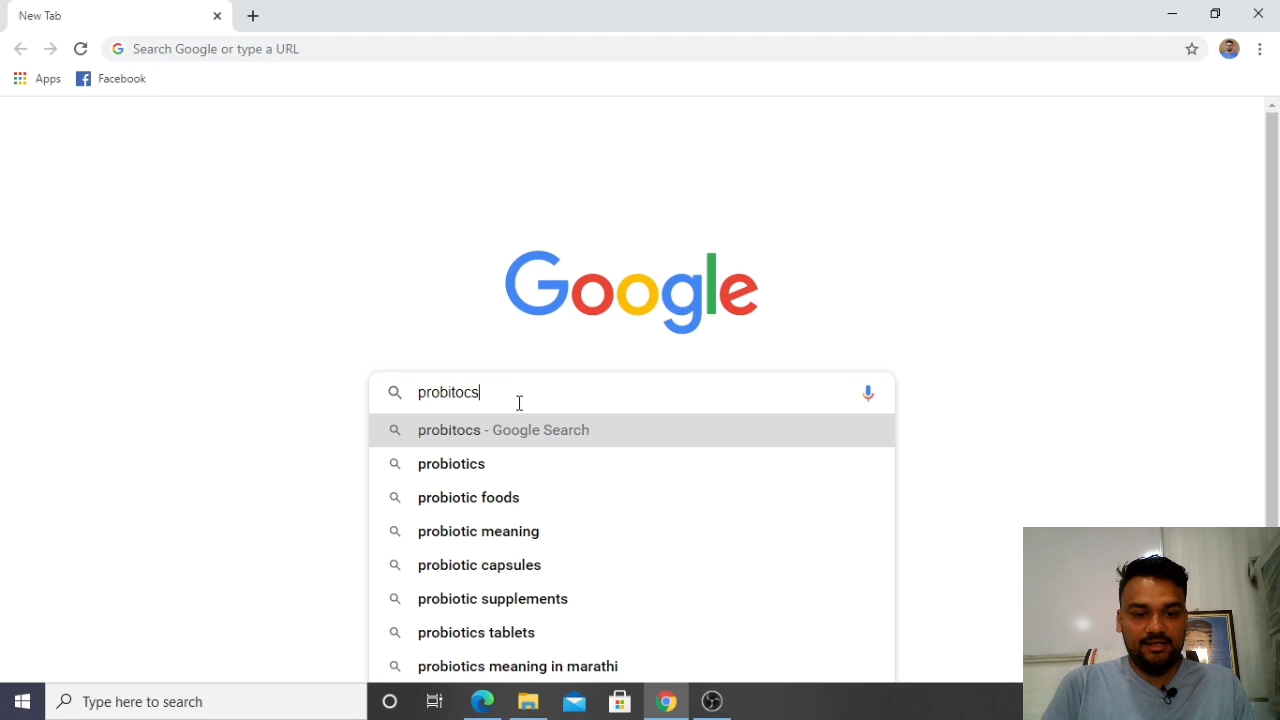 New Tab
Search Google or type a URL
Apps
Facebook
Google
probitocs
probitocs - Google Search
probiotics
probiotic foods
probiotic meaning
probiotic capsules
probiotic supplements
probiotics tablets
probiotics meaning in marathi
Type here to search